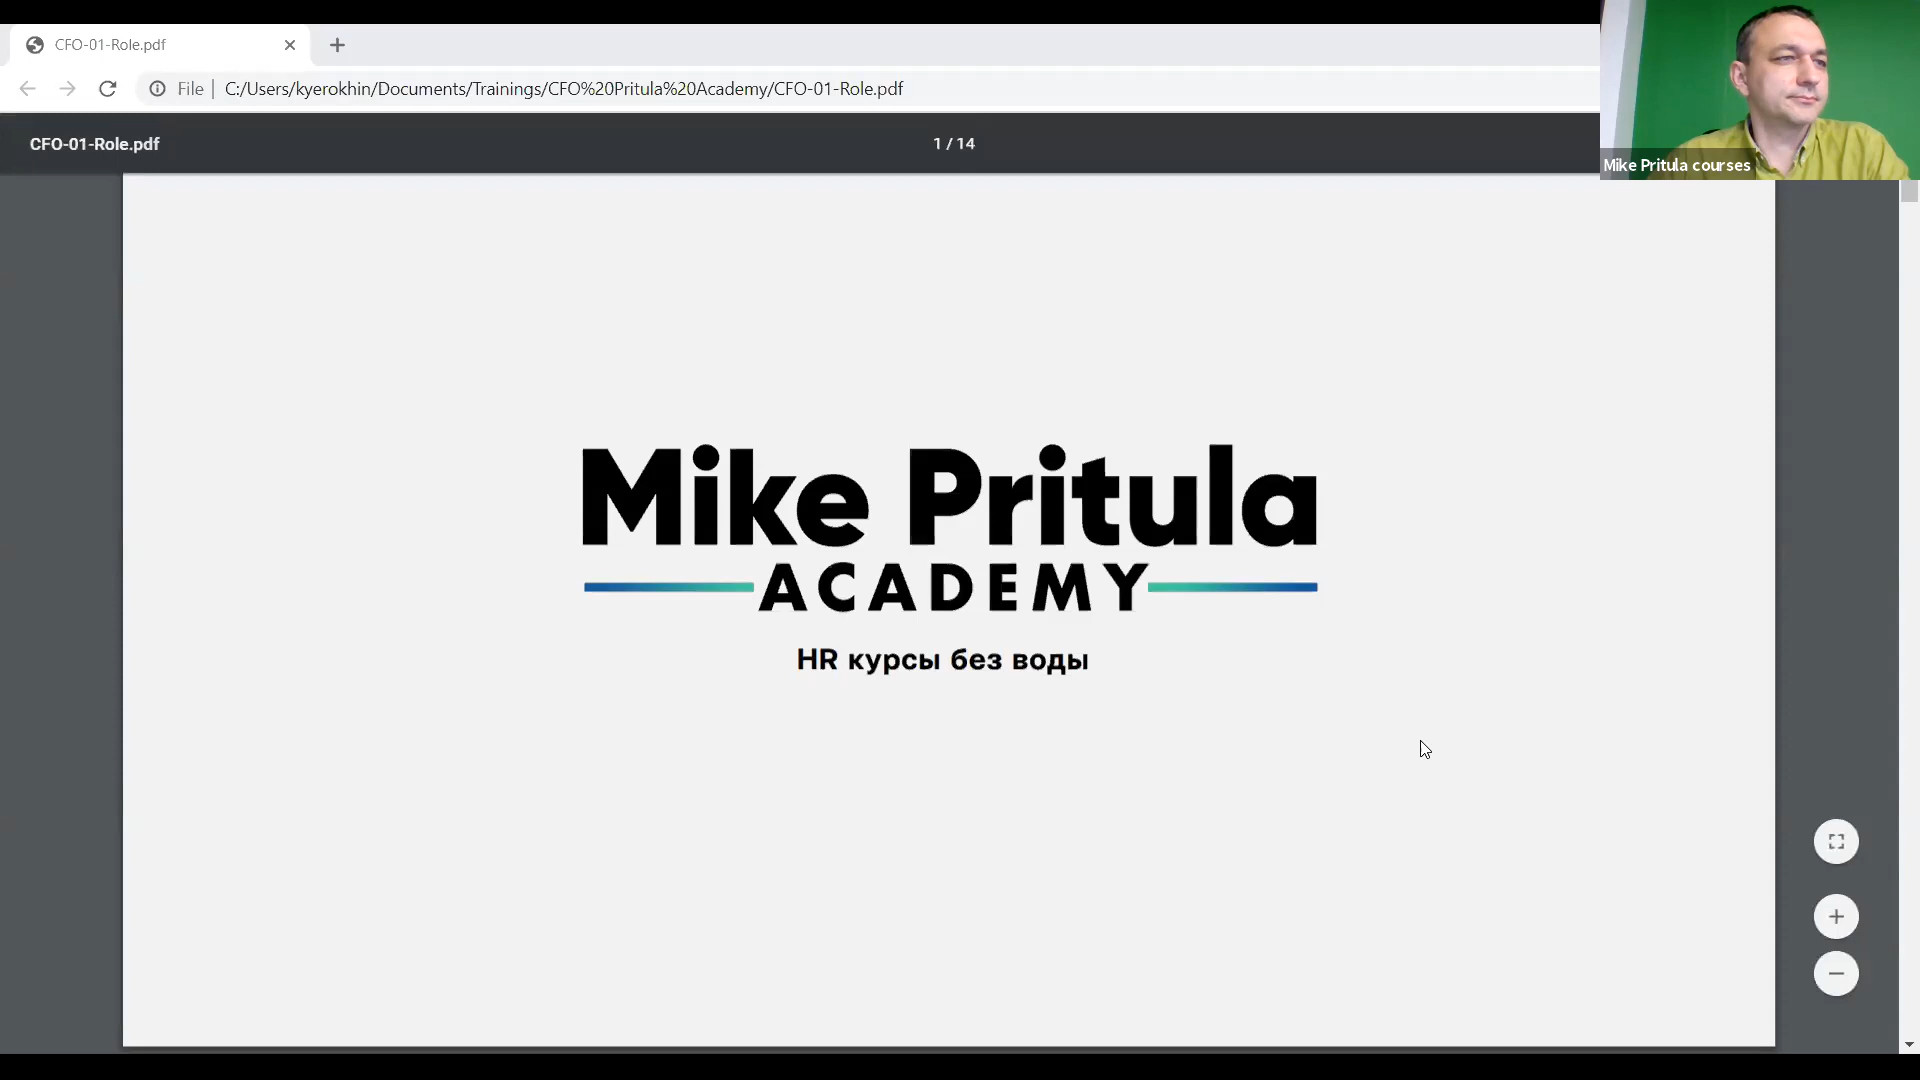 CFO-01-Role.pdf
File | C:/Users/kyerokhin/Documents/Trainings/CFO%20Pritula%20Academy/CFO-01-Role.pdf
CFO-01-Role.pdf
1 / 14
Mike Pritula courses
Mike Pritula
ACADEMY
HR курсы без воды